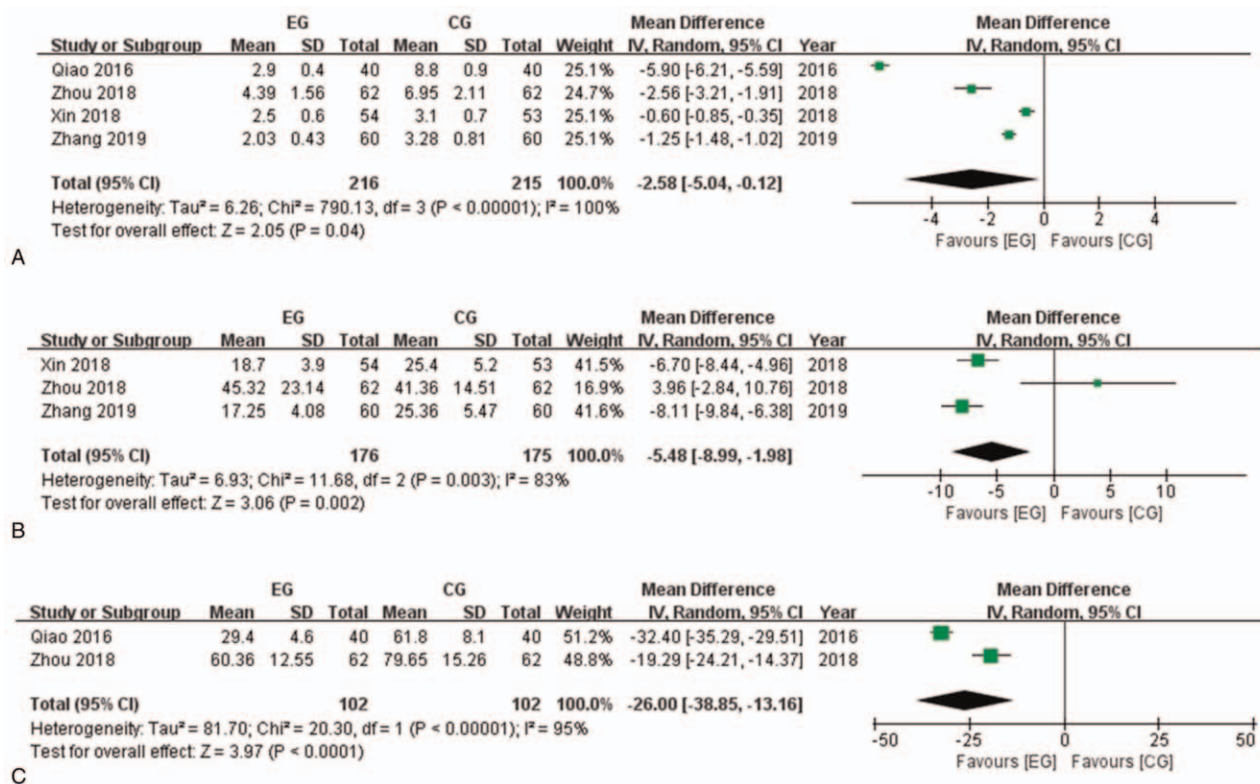 EG CG Mean Difference Mean Difference
Study or Subgroup Mean SD Total Mean SD Total Weight IV, Random, 95% CI Year IV, Random, 95% CI
Qiao 2016 2.9 0.4 40 8.8 0.9 40 25.1% -5.90 [-6.21, -5.59] 2016
Zhou 2018 4.39 1.56 62 6.95 2.11 62 24.7% -2.56 [-3.21, -1.91] 2018
Xin 2018 2.5 0.6 54 3.1 0.7 53 25.1% -0.60 [-0.85, -0.35] 2018
Zhang 2019 2.03 0.43 60 3.28 0.81 60 25.1% -1.25 [-1.48, -1.02] 2019
Total (95% CI) 216 215 100.0% -2.58 [-5.04, -0.12]
Heterogeneity: Tau² = 6.26; Chi² = 790.13, df = 3 (P < 0.00001); I² = 100%
Test for overall effect: Z = 2.05 (P = 0.04)
-4 -2 0 2 4
Favours [EG] Favours [CG]
A
EG CG Mean Difference Mean Difference
Study or Subgroup Mean SD Total Mean SD Total Weight IV, Random, 95% CI Year IV, Random, 95% CI
Xin 2018 18.7 3.9 54 25.4 5.2 53 41.5% -6.70 [-8.44, -4.96] 2018
Zhou 2018 45.32 23.14 62 41.36 14.51 62 16.9% 3.96 [-2.84, 10.76] 2018
Zhang 2019 17.25 4.08 60 25.36 5.47 60 41.6% -8.11 [-9.84, -6.38] 2019
Total (95% CI) 176 175 100.0% -5.48 [-8.99, -1.98]
Heterogeneity: Tau² = 6.93; Chi² = 11.68, df = 2 (P = 0.003); I² = 83%
Test for overall effect: Z = 3.06 (P = 0.002)
-10 -5 0 5 10
Favours [EG] Favours [CG]
B
EG CG Mean Difference Mean Difference
Study or Subgroup Mean SD Total Mean SD Total Weight IV, Random, 95% CI Year IV, Random, 95% CI
Qiao 2016 29.4 4.6 40 61.8 8.1 40 51.2% -32.40 [-35.29, -29.51] 2016
Zhou 2018 60.36 12.55 62 79.65 15.26 62 48.8% -19.29 [-24.21, -14.37] 2018
Total (95% CI) 102 102 100.0% -26.00 [-38.85, -13.16]
Heterogeneity: Tau² = 81.70; Chi² = 20.30, df = 1 (P < 0.00001); I² = 95%
Test for overall effect: Z = 3.97 (P < 0.0001)
-50 -25 0 25 50
Favours [EG] Favours [CG]
C